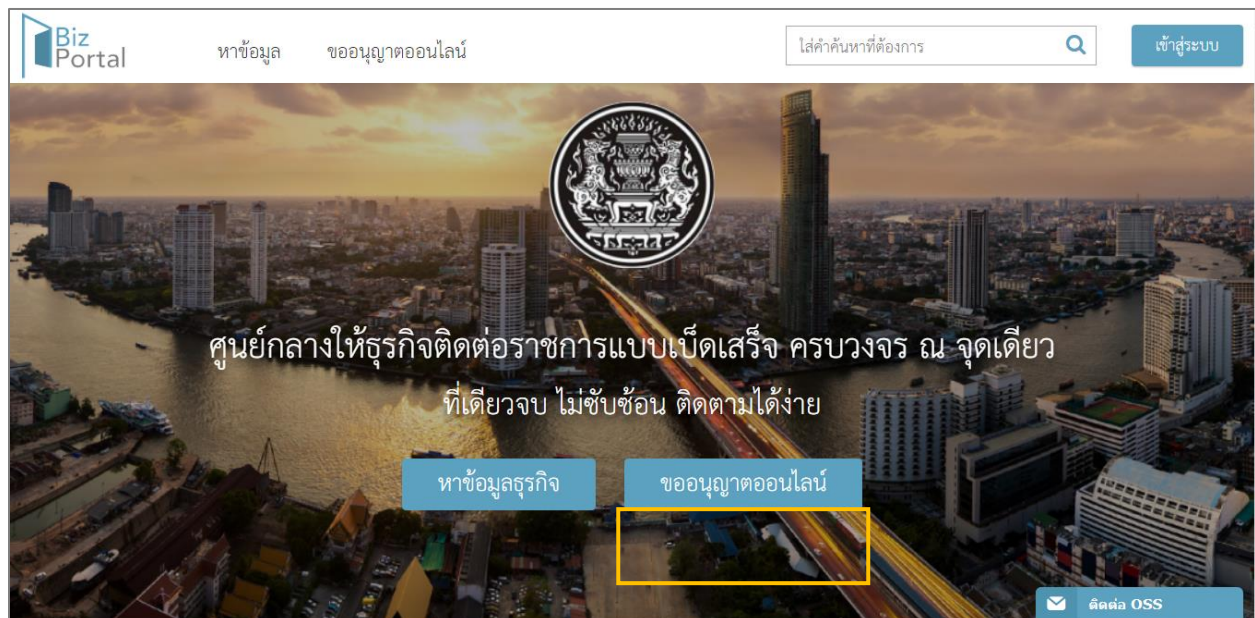 Biz
Portal
หาข้อมูล
ขออนุญาตออนไลน์
ใส่คำค้นหาที่ต้องการ
เข้าสู่ระบบ
ศูนย์กลางให้ธุรกิจติดต่อราชการแบบเบ็ดเสร็จ ครบวงจร ณ จุดเดียว
ที่เดียวจบ ไม่ซับซ้อน ติดตามได้ง่าย
หาข้อมูลธุรกิจ
ขออนุญาตออนไลน์
ติดต่อ OSS